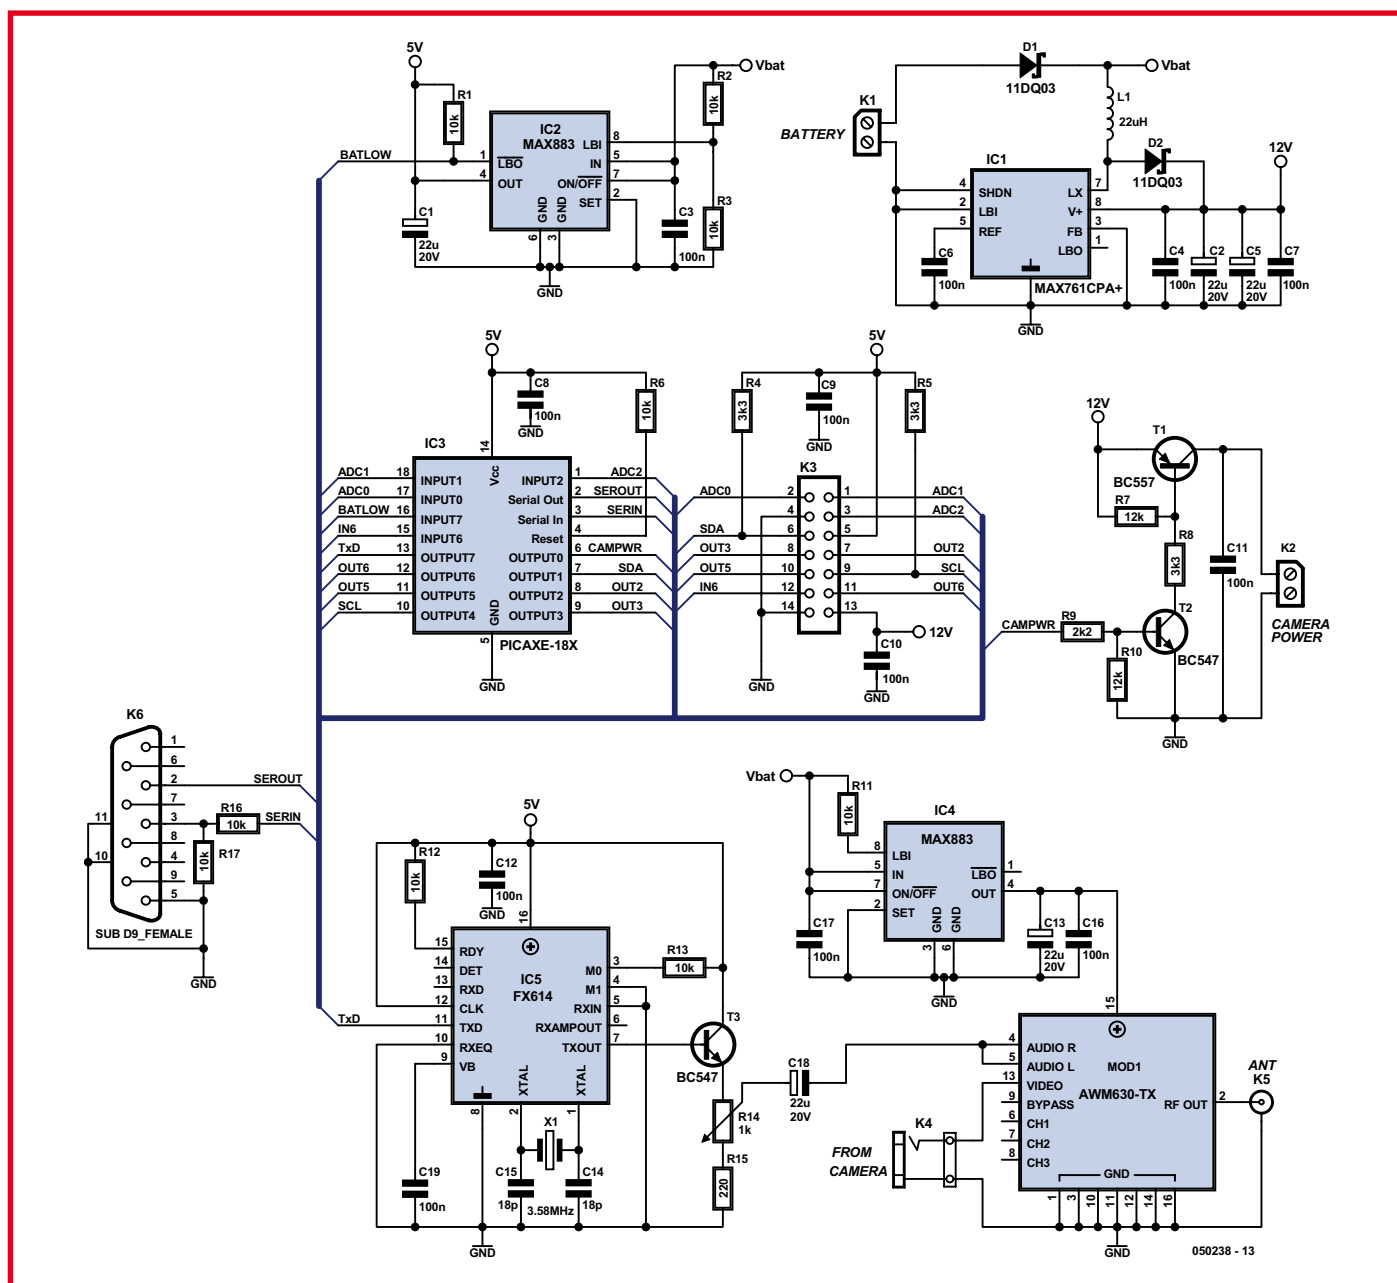 5V
R1
10k
BATLOW
IC2
MAX883
1
LBO
4
OUT
LBI
8
IN
5
ON/OFF
7
SET
2
GND
GND
6
3
C1
22u
20V
C3
100n
Vbat
R2
10k
R3
10k
GND
D1
11DQ03
Vbat
K1
BATTERY
L1
22uH
D2
11DQ03
12V
IC1
4
SHDN
2
LBI
5
REF
LX
7
V+
8
FB
3
LBO
1
MAX761CPA+
C6
100n
C4
100n
C2
22u
20V
C5
22u
20V
C7
100n
GND
5V
C8
100n
GND
R6
10k
IC3
14
Vcc
ADC1
18
INPUT1
ADC0
17
INPUT0
BATLOW
16
INPUT7
IN6
15
INPUT6
TxD
13
OUTPUT7
OUT6
12
OUTPUT6
OUT5
11
OUTPUT5
SCL
10
OUTPUT4
INPUT2
1
ADC2
Serial Out
2
SEROUT
Serial In
3
SERIN
Reset
4
OUTPUT0
6
CAMPWR
OUTPUT1
7
SDA
OUTPUT2
8
OUT2
OUTPUT3
9
OUT3
GND
5
PICAXE-18X
GND
5V
R4
3k3
C9
100n
GND
R5
3k3
K3
ADC0
2
1
ADC1
4
3
ADC2
SDA
6
5
OUT3
8
7
OUT2
OUT5
10
9
SCL
IN6
12
11
OUT6
14
13
12V
C10
100n
GND
GND
12V
T1
BC557
R7
12k
R8
3k3
C11
100n
K2
CAMERA
POWER
T2
BC547
CAMPWR
R9
2k2
R10
12k
GND
K6
1
6
2
7
3
8
4
9
5
11
10
SEROUT
R16
10k
SERIN
R17
10k
SUB D9_FEMALE
GND
5V
R12
10k
C12
100n
GND
16
IC5
FX614
15
RDY
14
DET
13
RXD
12
CLK
TxD
11
TXD
10
RXEQ
9
VB
M0
3
M1
4
RXIN
5
RXAMPOUT
6
TXOUT
7
XTAL
XTAL
8
2
1
R13
10k
T3
BC547
R14
1k
R15
220
X1
3.58MHz
C15
18p
C14
18p
C19
100n
GND
Vbat
R11
10k
IC4
MAX883
8
LBI
5
IN
7
ON/OFF
2
SET
LBO
1
OUT
4
GND
GND
3
6
C17
100n
C13
22u
20V
C16
100n
GND
C18
22u
20V
15
4
AUDIO R
5
AUDIO L
13
VIDEO
9
BYPASS
6
CH1
7
CH2
8
CH3
MOD1
AWM630-TX
RF OUT
2
GND
1
3
10
11
12
14
16
ANT
K5
K4
FROM
CAMERA
GND
050238 - 13